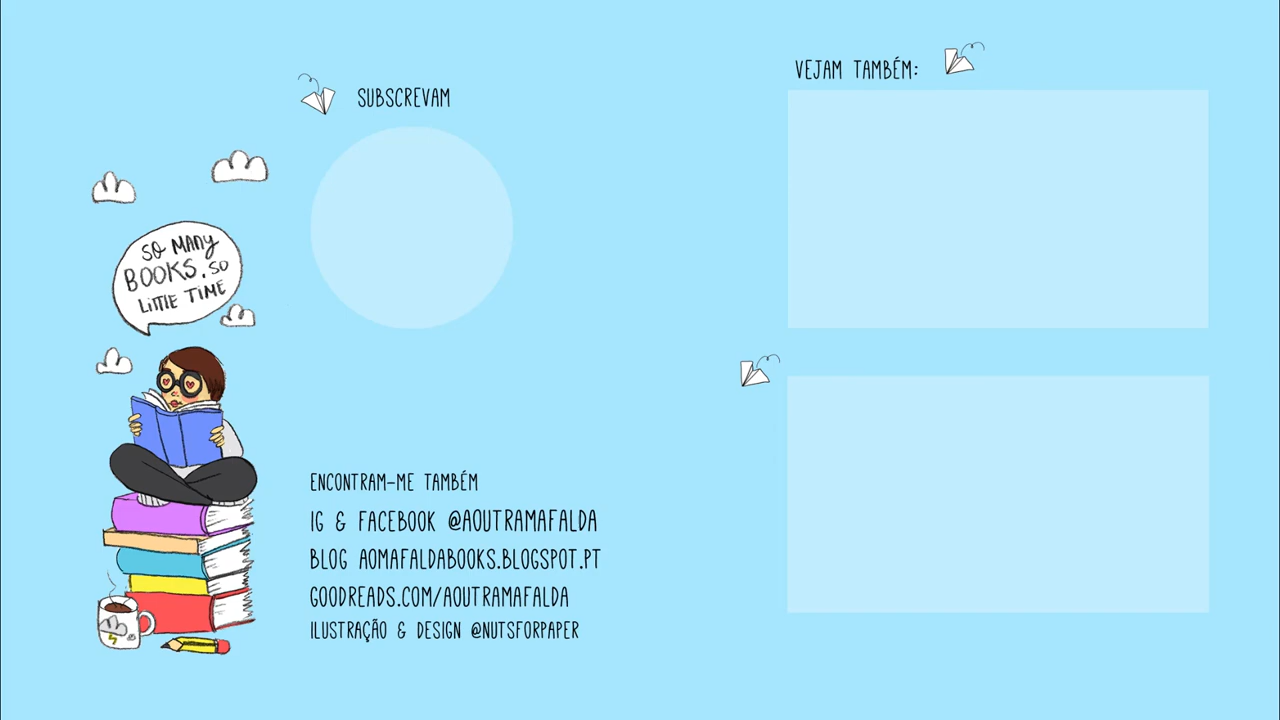 VEJAM TAMBÉM:
SUBSCREVAM
SO MANY
BOOKS, SO
LITTLE TIME
ENCONTRAM-ME TAMBÉM
IG & FACEBOOK @AOUTRAMAFALDA
BLOG AOMAFALDABOOKS.BLOGSPOT.PT
GOODREADS.COM/AOUTRAMAFALDA
ILUSTRAÇÃO & DESIGN @NUTSFORPAPER